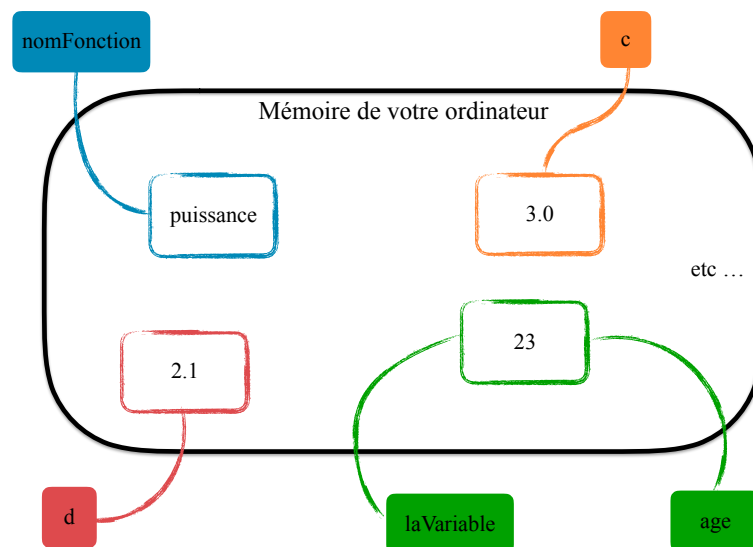 nomFonction
c
Mémoire de votre ordinateur
puissance
3.0
etc …
23
2.1
d
laVariable
age